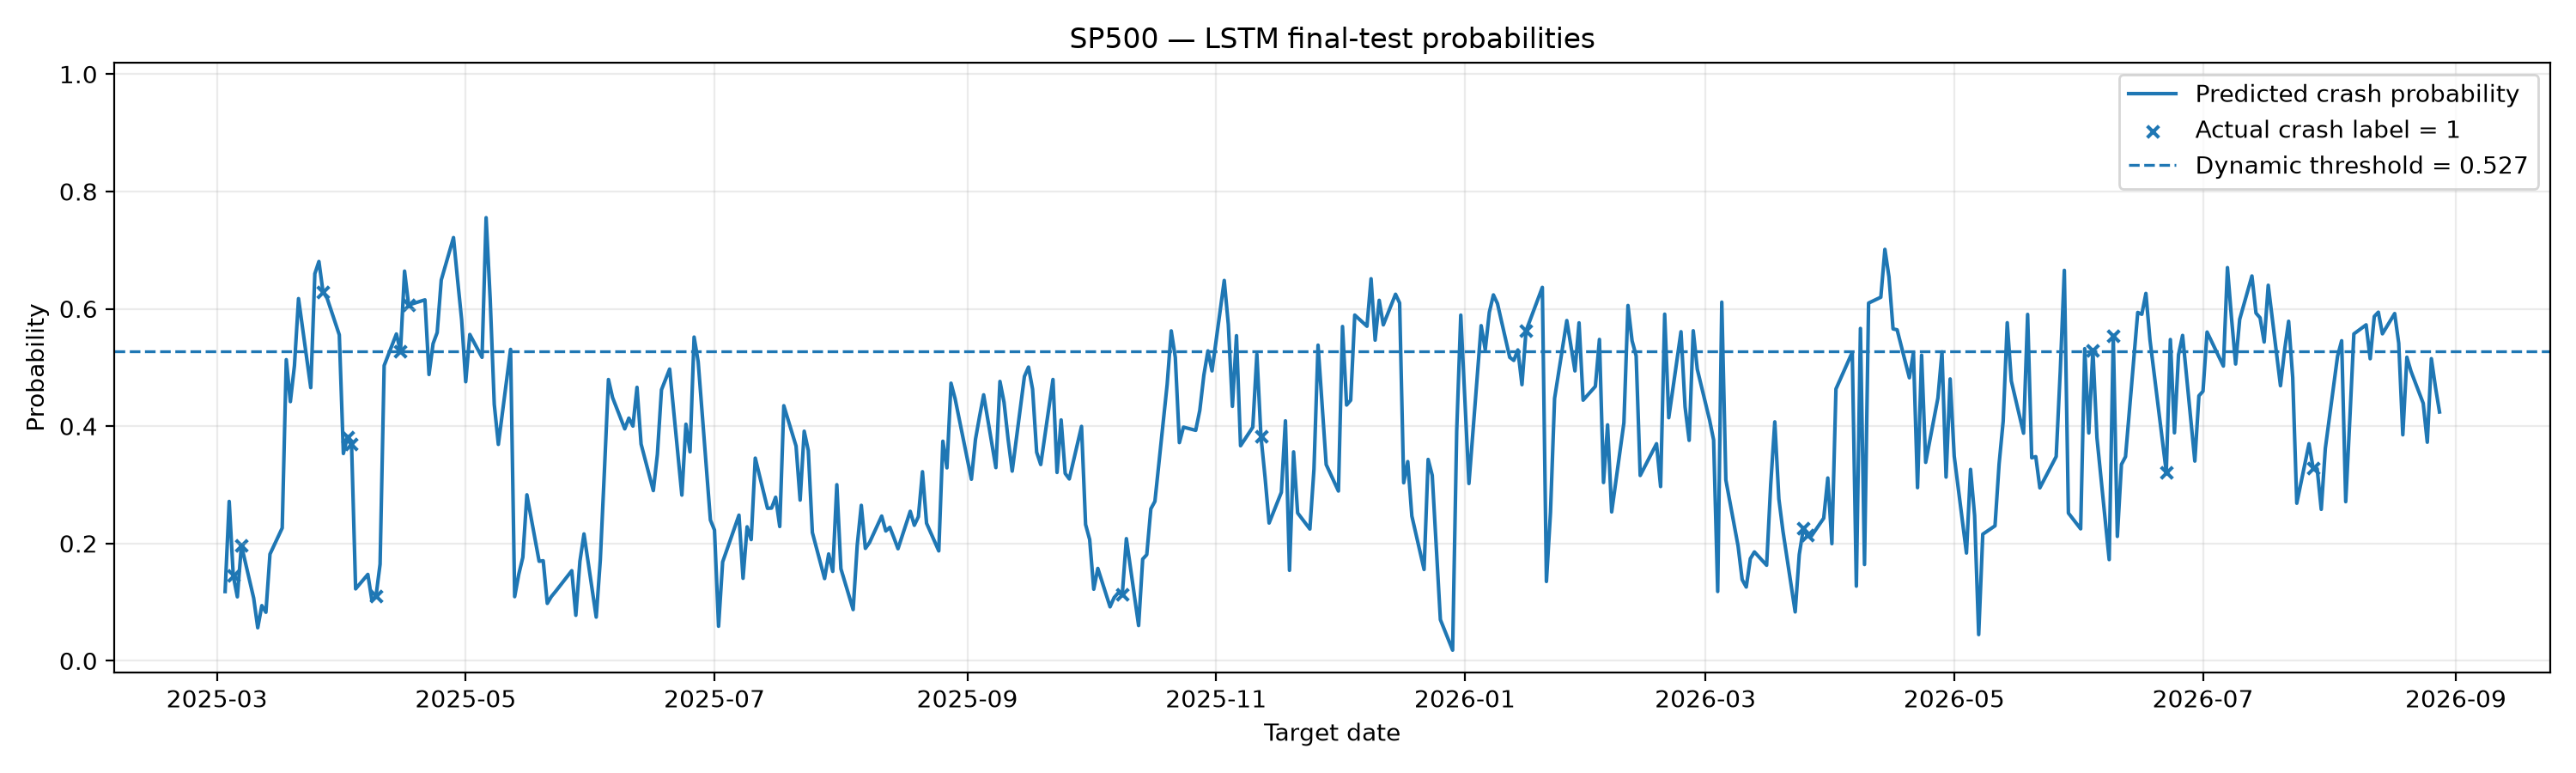 SP500 — LSTM final-test probabilities
Predicted crash probability
Actual crash label = 1
Dynamic threshold = 0.527
Probability
1.0
0.8
0.6
0.4
0.2
0.0
2025-03 2025-05 2025-07 2025-09 2025-11 2026-01 2026-03 2026-05 2026-07 2026-09
Target date